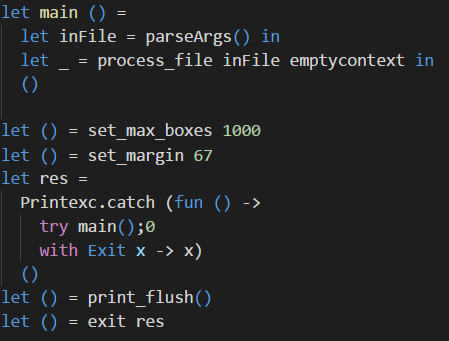 let main () =
  let inFile = parseArgs() in
  let _ = process_file inFile emptycontext in
  ()

let () = set_max_boxes 1000
let () = set_margin 67
let res =
  Printexc.catch (fun () ->
    try main();0
    with Exit x -> x)
  ()
let () = print_flush()
let () = exit res